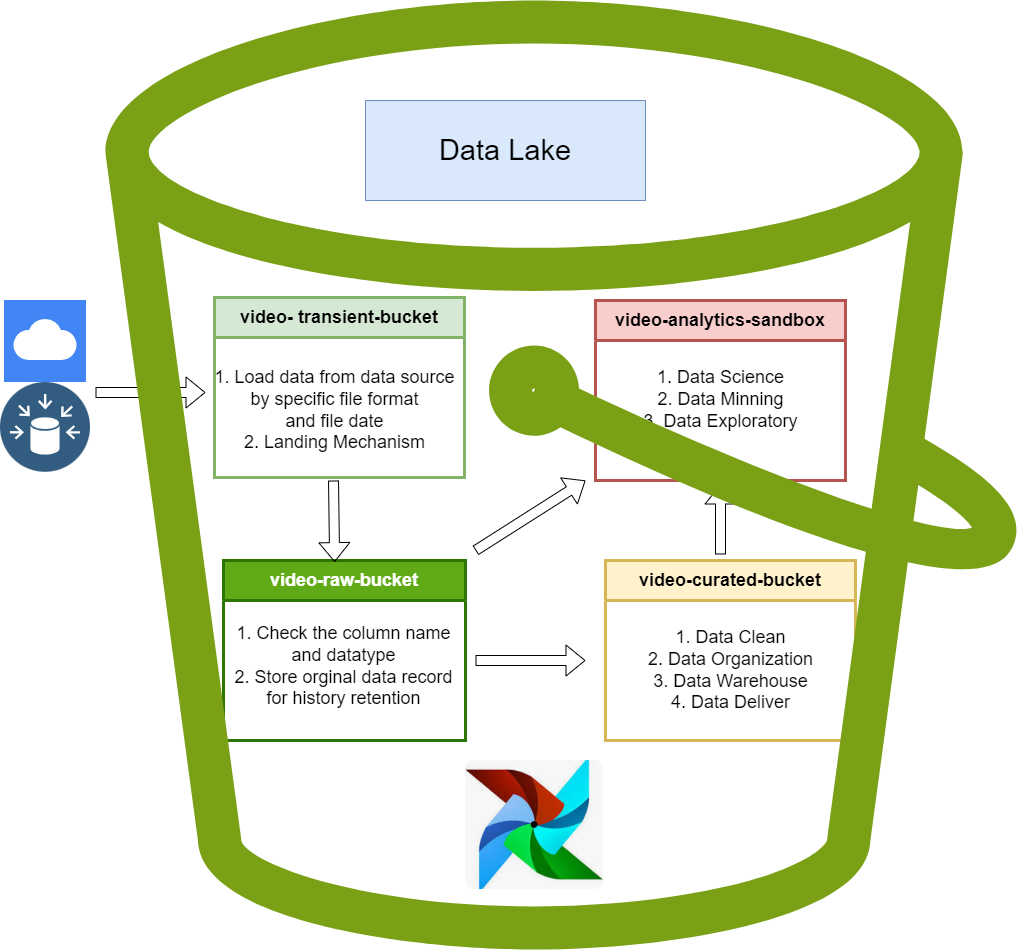 Data Lake
video- transient-bucket
1. Load data from data source
by specific file format
and file date
2. Landing Mechanism
video-analytics-sandbox
1. Data Science
2. Data Minning
3. Data Exploratory
video-raw-bucket
1. Check the column name
and datatype
2. Store orginal data record
for history retention
video-curated-bucket
1. Data Clean
2. Data Organization
3. Data Warehouse
4. Data Deliver